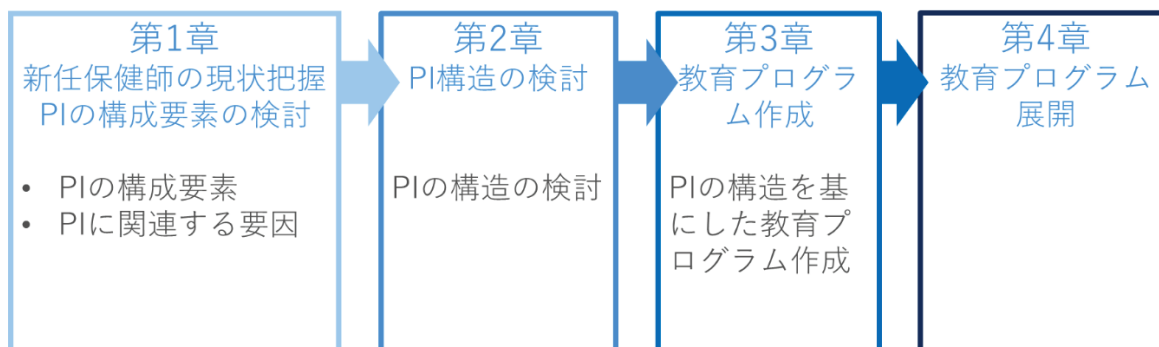 第1章
新任保健師の現状把握
PIの構成要素の検討
• PIの構成要素
• PIに関連する要因
第2章
PI構造の検討
PIの構造の検討
第3章
教育プログラ
ム作成
PIの構造を基
にした教育プ
ログラム作成
第4章
教育プログラム
展開